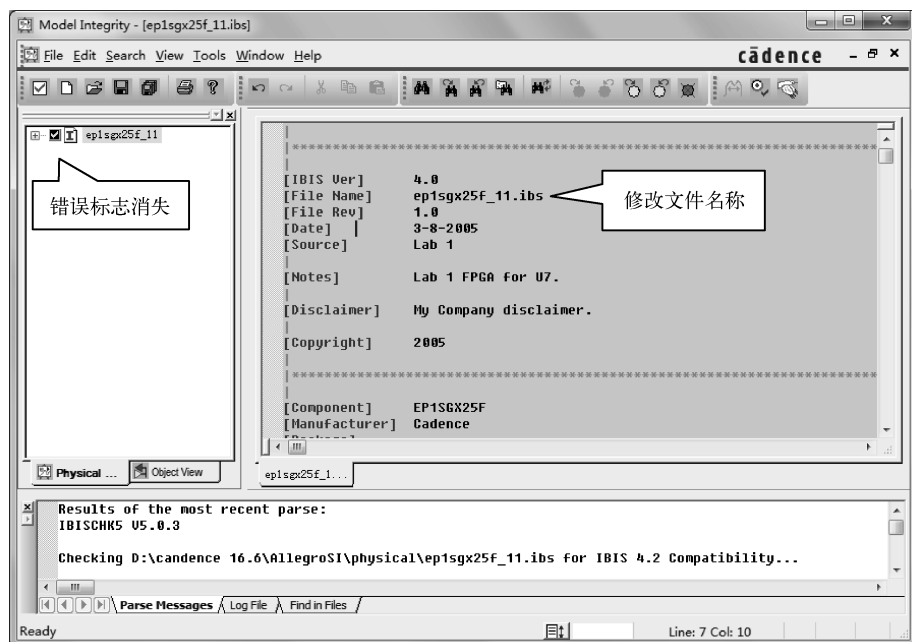 Model Integrity - [ep1sgx25f_11.ibs]
File Edit Search View Tools Window Help
cādence
ep1sgx25f_11
错误标志消失
|
|*************************************************************************
|
[IBIS Ver] 4.0
[File Name] ep1sgx25f_11.ibs
修改文件名称
[File Rev] 1.0
[Date] 3-8-2005
[Source] Lab 1
|
[Notes] Lab 1 FPGA for U7.
|
[Disclaimer] My Company disclaimer.
|
[Copyright] 2005
|
|*************************************************************************
|
[Component] EP1SGX25F
[Manufacturer] Cadence
Physical ... Object View
ep1sgx25f_1...
Results of the most recent parse:
IBISCHK5 V5.0.3
Checking D:\candence 16.6\AllegroSI\physical\ep1sgx25f_11.ibs for IBIS 4.2 Compatibility...
Parse Messages Log File Find in Files
Ready
Line: 7 Col: 10